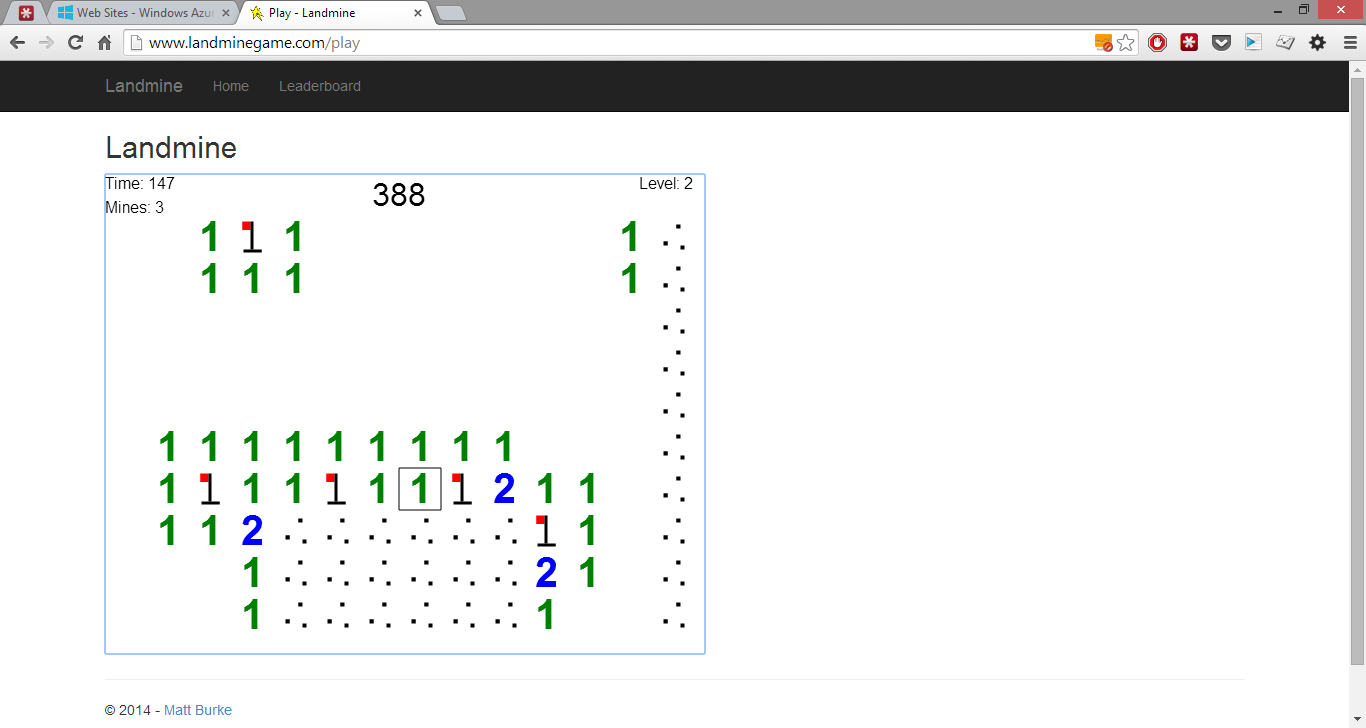 Web Sites - Windows Azur
Play - Landmine
www.landminegame.com/play
Landmine Home Leaderboard
Landmine
Time: 147 388 Level: 2
Mines: 3
1 1 1
1 1 1 1
1 1 1 1 1 1 1 1 1
1 1 1 1 1 2 1 1
1 1 2 1
1 2 1
1 1
© 2014 - Matt Burke